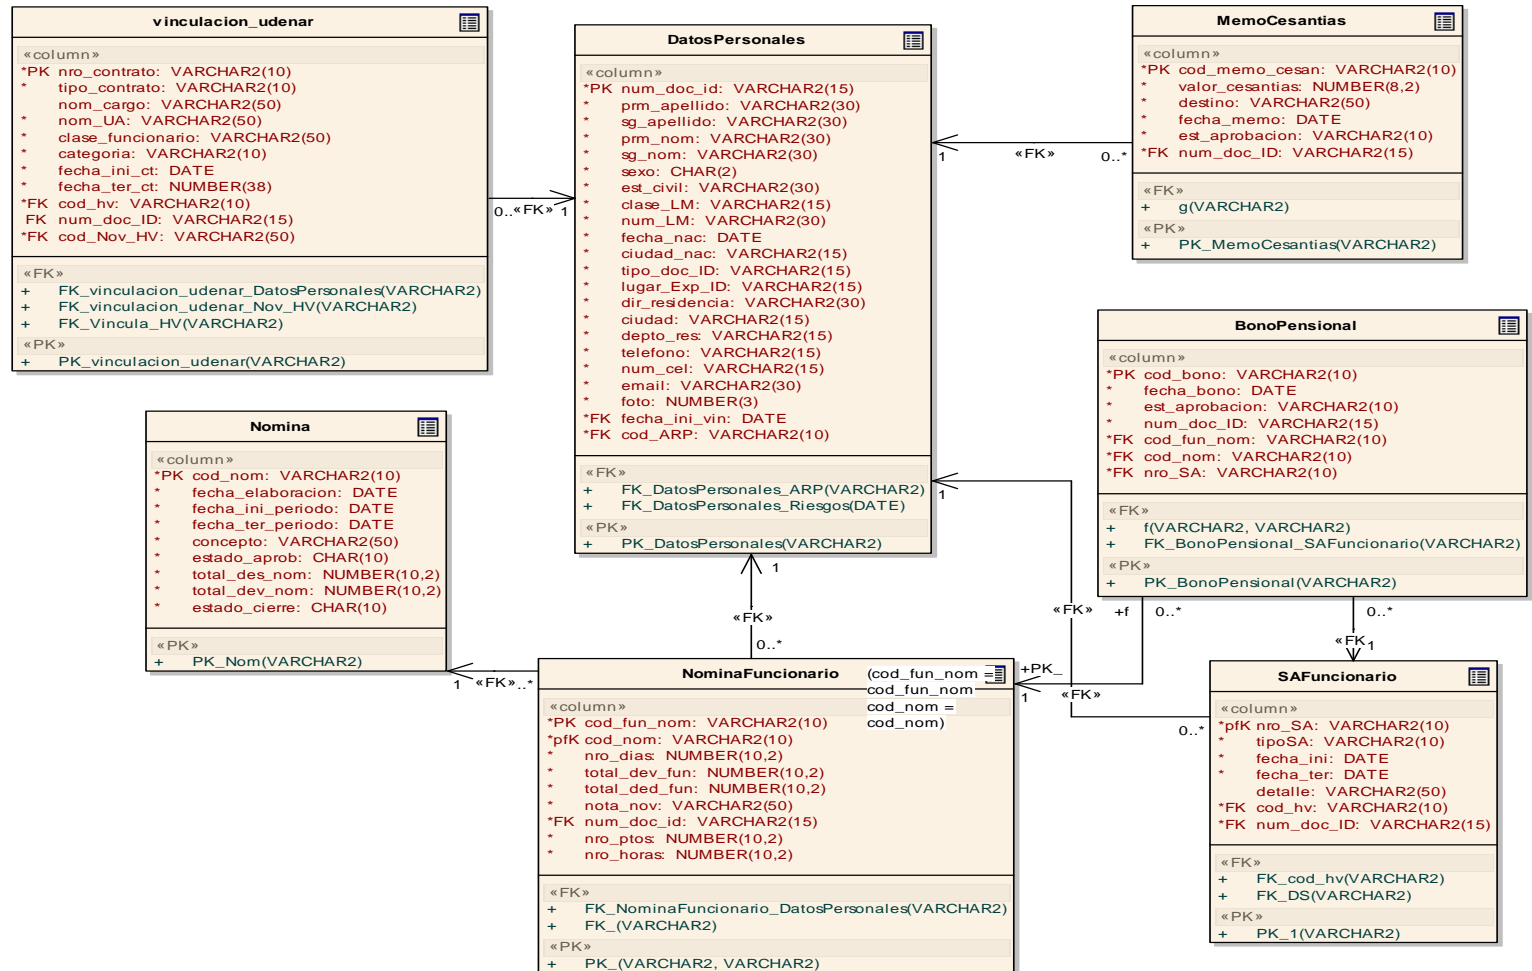 vinculacion_udenar
«column»
*PK nro_contrato: VARCHAR2(10)
* tipo_contrato: VARCHAR2(10)
nom_cargo: VARCHAR2(50)
* nom_UA: VARCHAR2(50)
* clase_funcionario: VARCHAR2(50)
* categoria: VARCHAR2(10)
* fecha_ini_ct: DATE
* fecha_ter_ct: NUMBER(38)
*FK cod_hv: VARCHAR2(10)
FK num_doc_ID: VARCHAR2(15)
*FK cod_Nov_HV: VARCHAR2(50)
«FK»
+ FK_vinculacion_udenar_DatosPersonales(VARCHAR2)
+ FK_vinculacion_udenar_Nov_HV(VARCHAR2)
+ FK_Vincula_HV(VARCHAR2)
«PK»
+ PK_vinculacion_udenar(VARCHAR2)
0..«FK» 1
DatosPersonales
«column»
*PK num_doc_id: VARCHAR2(15)
* prm_apellido: VARCHAR2(30)
* sg_apellido: VARCHAR2(30)
* prm_nom: VARCHAR2(30)
* sg_nom: VARCHAR2(30)
* sexo: CHAR(2)
* est_civil: VARCHAR2(30)
* clase_LM: VARCHAR2(15)
* num_LM: VARCHAR2(30)
* fecha_nac: DATE
* ciudad_nac: VARCHAR2(15)
* tipo_doc_ID: VARCHAR2(15)
* lugar_Exp_ID: VARCHAR2(15)
* dir_residencia: VARCHAR2(30)
* ciudad: VARCHAR2(15)
* depto_res: VARCHAR2(15)
* telefono: VARCHAR2(15)
* num_cel: VARCHAR2(15)
* email: VARCHAR2(30)
* foto: NUMBER(3)
*FK fecha_ini_vin: DATE
*FK cod_ARP: VARCHAR2(10)
«FK»
+ FK_DatosPersonales_ARP(VARCHAR2)
+ FK_DatosPersonales_Riesgos(DATE)
«PK»
+ PK_DatosPersonales(VARCHAR2)
1 «FK» 0..*
MemoCesantias
«column»
*PK cod_memo_cesan: VARCHAR2(10)
* valor_cesantias: NUMBER(8,2)
* destino: VARCHAR2(50)
* fecha_memo: DATE
* est_aprobacion: VARCHAR2(10)
*FK num_doc_ID: VARCHAR2(15)
«FK»
+ g(VARCHAR2)
«PK»
+ PK_MemoCesantias(VARCHAR2)
BonoPensional
«column»
*PK cod_bono: VARCHAR2(10)
* fecha_bono: DATE
* est_aprobacion: VARCHAR2(10)
* num_doc_ID: VARCHAR2(15)
*FK cod_fun_nom: VARCHAR2(10)
*FK cod_nom: VARCHAR2(10)
*FK nro_SA: VARCHAR2(10)
«FK»
+ f(VARCHAR2, VARCHAR2)
+ FK_BonoPensional_SAFuncionario(VARCHAR2)
«PK»
+ PK_BonoPensional(VARCHAR2)
Nomina
«column»
*PK cod_nom: VARCHAR2(10)
* fecha_elaboracion: DATE
* fecha_ini_periodo: DATE
* fecha_ter_periodo: DATE
* concepto: VARCHAR2(50)
* estado_aprob: CHAR(10)
* total_des_nom: NUMBER(10,2)
* total_dev_nom: NUMBER(10,2)
* estado_cierre: CHAR(10)
«PK»
+ PK_Nom(VARCHAR2)
1 «FK»..*
1
«FK»
0..*
1
«FK»
0..*
+f 0..*
+PK_
1 «FK»
0..*
«FK 1
NominaFuncionario
(cod_fun_nom =
cod_fun_nom
cod_nom =
cod_nom)
«column»
*PK cod_fun_nom: VARCHAR2(10)
*pfK cod_nom: VARCHAR2(10)
* nro_dias: NUMBER(10,2)
* total_dev_fun: NUMBER(10,2)
* total_ded_fun: NUMBER(10,2)
* nota_nov: VARCHAR2(50)
*FK num_doc_id: VARCHAR2(15)
* nro_ptos: NUMBER(10,2)
* nro_horas: NUMBER(10,2)
«FK»
+ FK_NominaFuncionario_DatosPersonales(VARCHAR2)
+ FK_(VARCHAR2)
«PK»
+ PK_(VARCHAR2, VARCHAR2)
SAFuncionario
«column»
*pfK nro_SA: VARCHAR2(10)
* tipoSA: VARCHAR2(10)
* fecha_ini: DATE
* fecha_ter: DATE
detalle: VARCHAR2(50)
*FK cod_hv: VARCHAR2(10)
*FK num_doc_ID: VARCHAR2(15)
«FK»
+ FK_cod_hv(VARCHAR2)
+ FK_DS(VARCHAR2)
«PK»
+ PK_1(VARCHAR2)